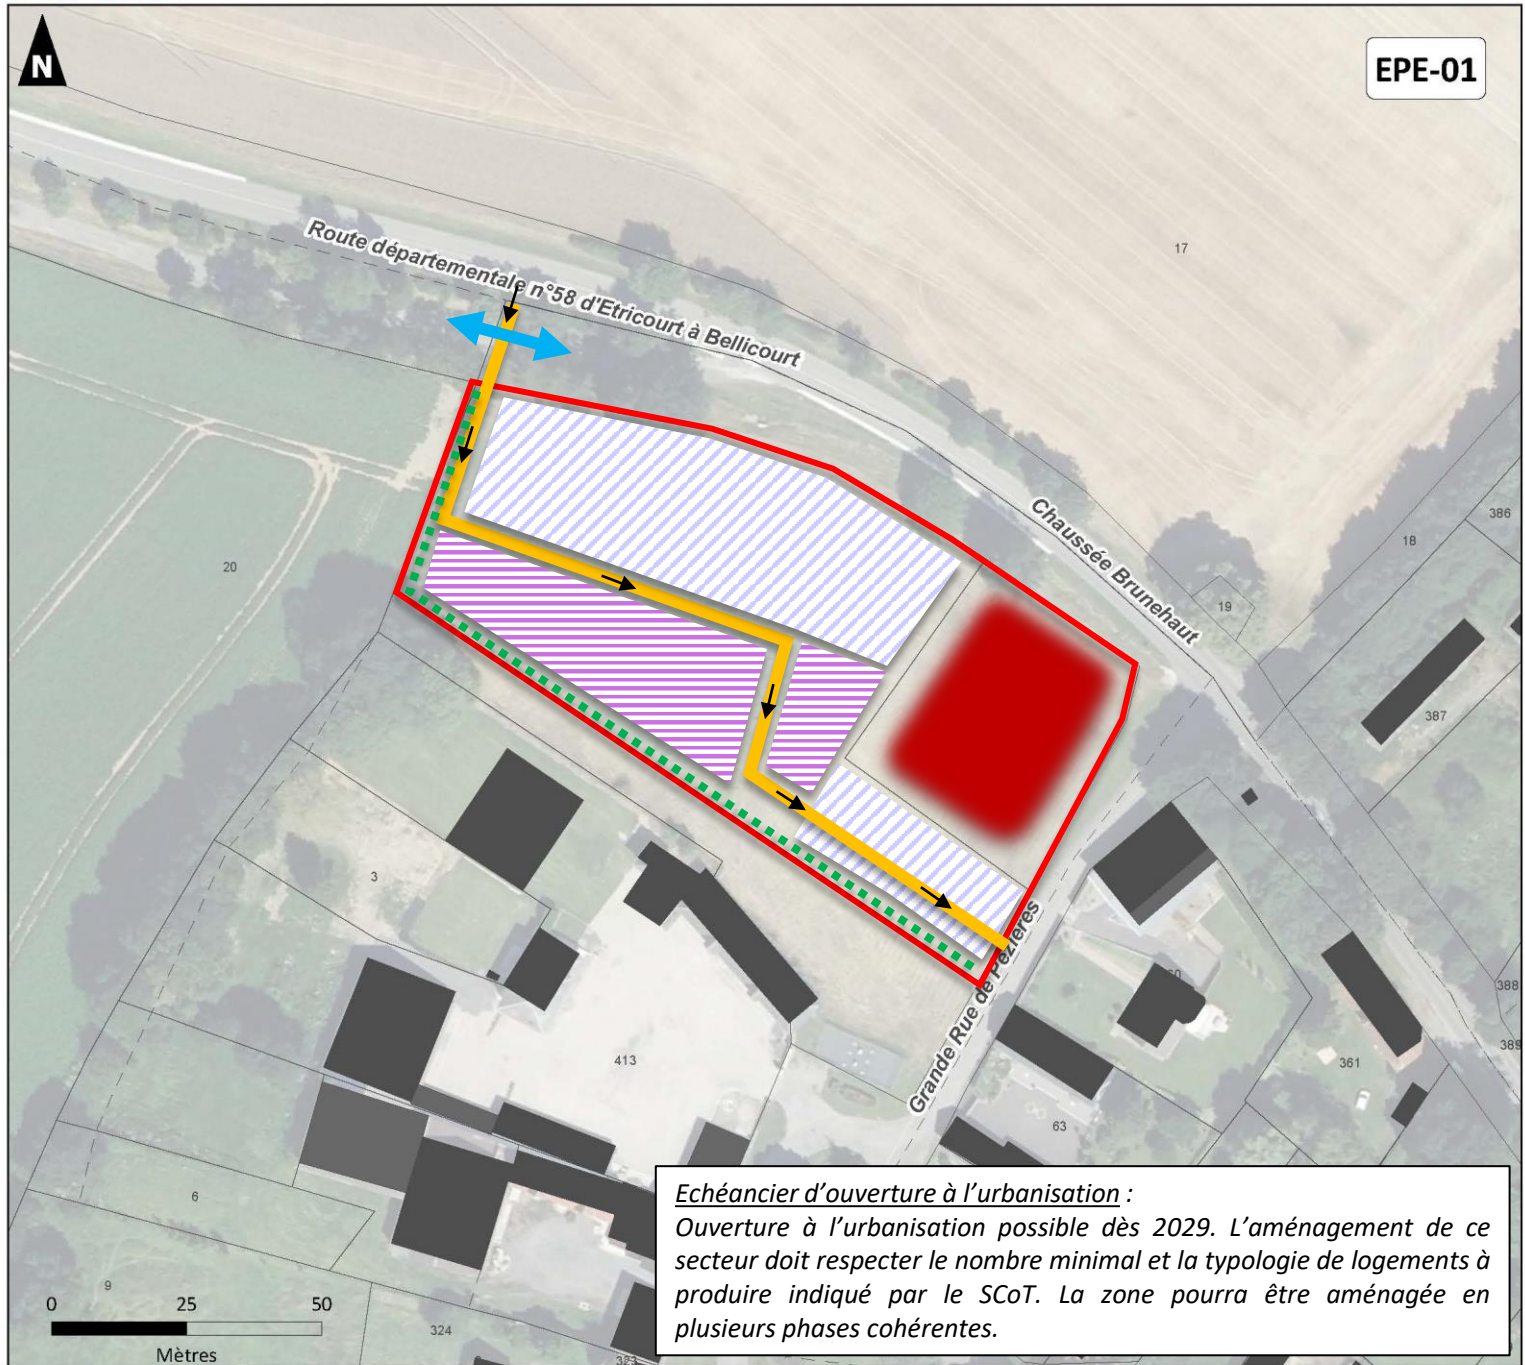 N
EPE-01
17
Route départementale n°58 d'Etricourt à Bellicourt
Chaussée Brunehaut
386
18
19
20
387
3
Grande Rue de Pezières
388
389
413
361
63
6
9
324
323
0 25 50
Mètres
Echéancier d’ouverture à l’urbanisation :
Ouverture à l’urbanisation possible dès 2029. L’aménagement de ce
secteur doit respecter le nombre minimal et la typologie de logements à
produire indiqué par le SCoT. La zone pourra être aménagée en
plusieurs phases cohérentes.